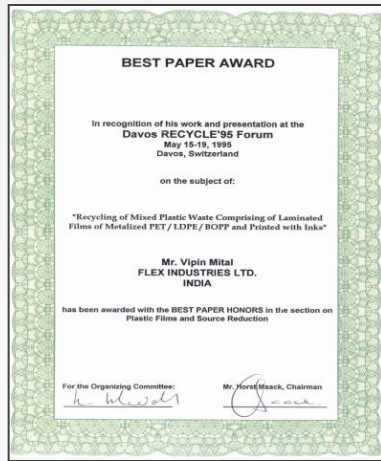 BEST PAPER AWARD
In recognition of his work and presentation at the
Davos RECYCLE'95 Forum
May 15-19, 1995
Davos, Switzerland
on the subject of:
"Recycling of Mixed Plastic Waste Comprising of Laminated
Films of Metalized PET / LDPE / BOPP and Printed with Inks"
Mr. Vipin Mital
FLEX INDUSTRIES LTD.
INDIA
has been awarded with the BEST PAPER HONORS in the section on
Plastic Films and Source Reduction
For the Organizing Committee:
Mr. Horst Maack, Chairman